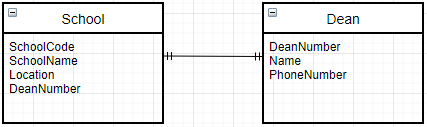 School
SchoolCode
SchoolName
Location
DeanNumber
Dean
DeanNumber
Name
PhoneNumber